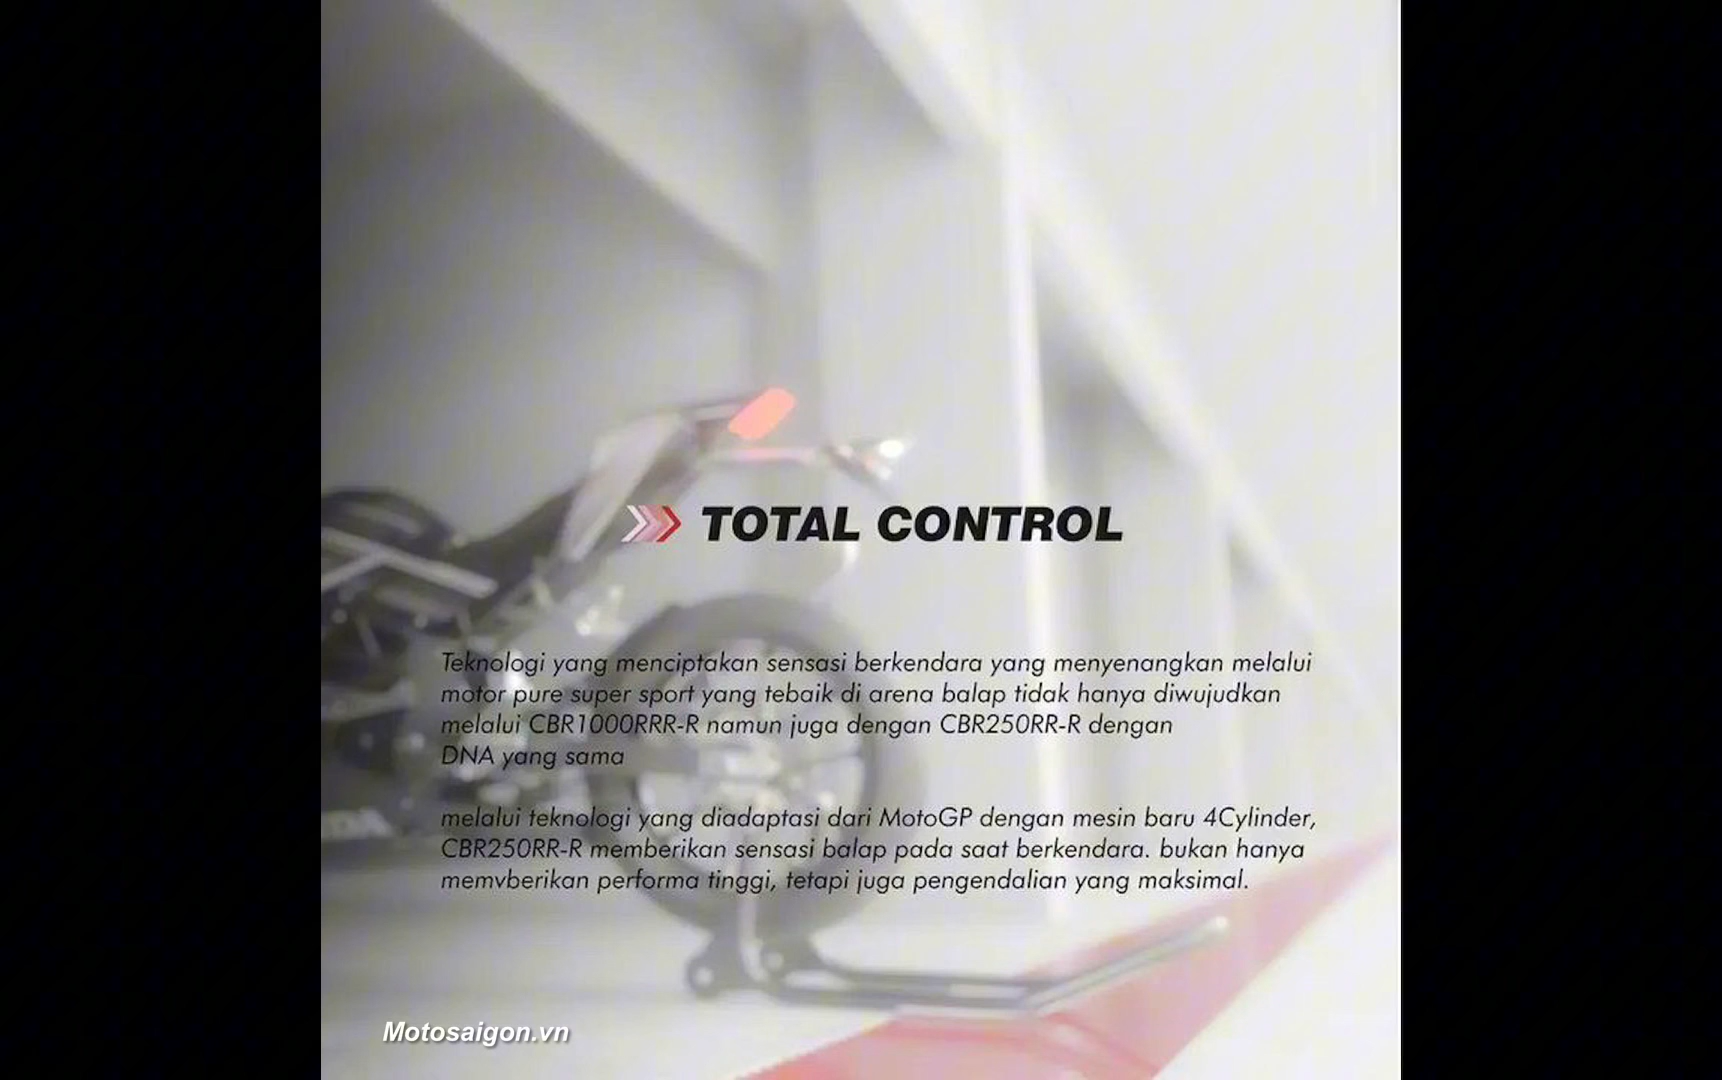 TOTAL CONTROL
Teknologi yang menciptakan sensasi berkendara yang menyenangkan melalui
motor pure super sport yang tebaik di arena balap tidak hanya diwujudkan
melalui CBR1000RRR-R namun juga dengan CBR250RR-R dengan
DNA yang sama
melalui teknologi yang diadaptasi dari MotoGP dengan mesin baru 4Cylinder,
CBR250RR-R memberikan sensasi balap pada saat berkendara. bukan hanya
memvberikan performa tinggi, tetapi juga pengendalian yang maksimal.
Motosaigon.vn